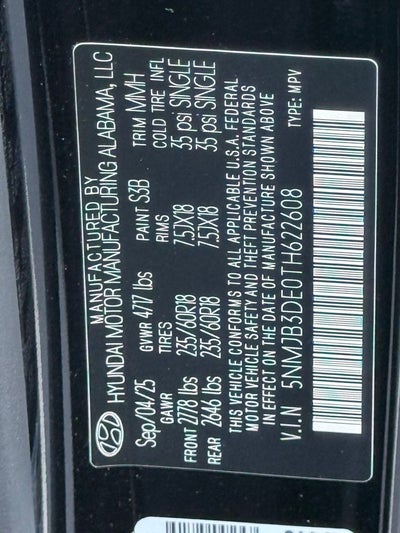 MANUFACTURED BY
HYUNDAI MOTOR MANUFACTURING ALABAMA, LLC
Sep/04/25 GVWR 4717 lbs PAINT S3B TRIM MMH
GAWR TIRES RIMS COLD TIRE INFL
FRONT 2778 lbs 235/60R18 7.5JX18 35 psi SINGLE
REAR 2646 lbs 235/60R18 7.5JX18 35 psi SINGLE
THIS VEHICLE CONFORMS TO ALL APPLICABLE U.S.A. FEDERAL
MOTOR VEHICLE SAFETY AND THEFT PREVENTION STANDARDS
IN EFFECT ON THE DATE OF MANUFACTURE SHOWN ABOVE
V.I.N 5NMJB3DE0TH622608 TYPE: MPV